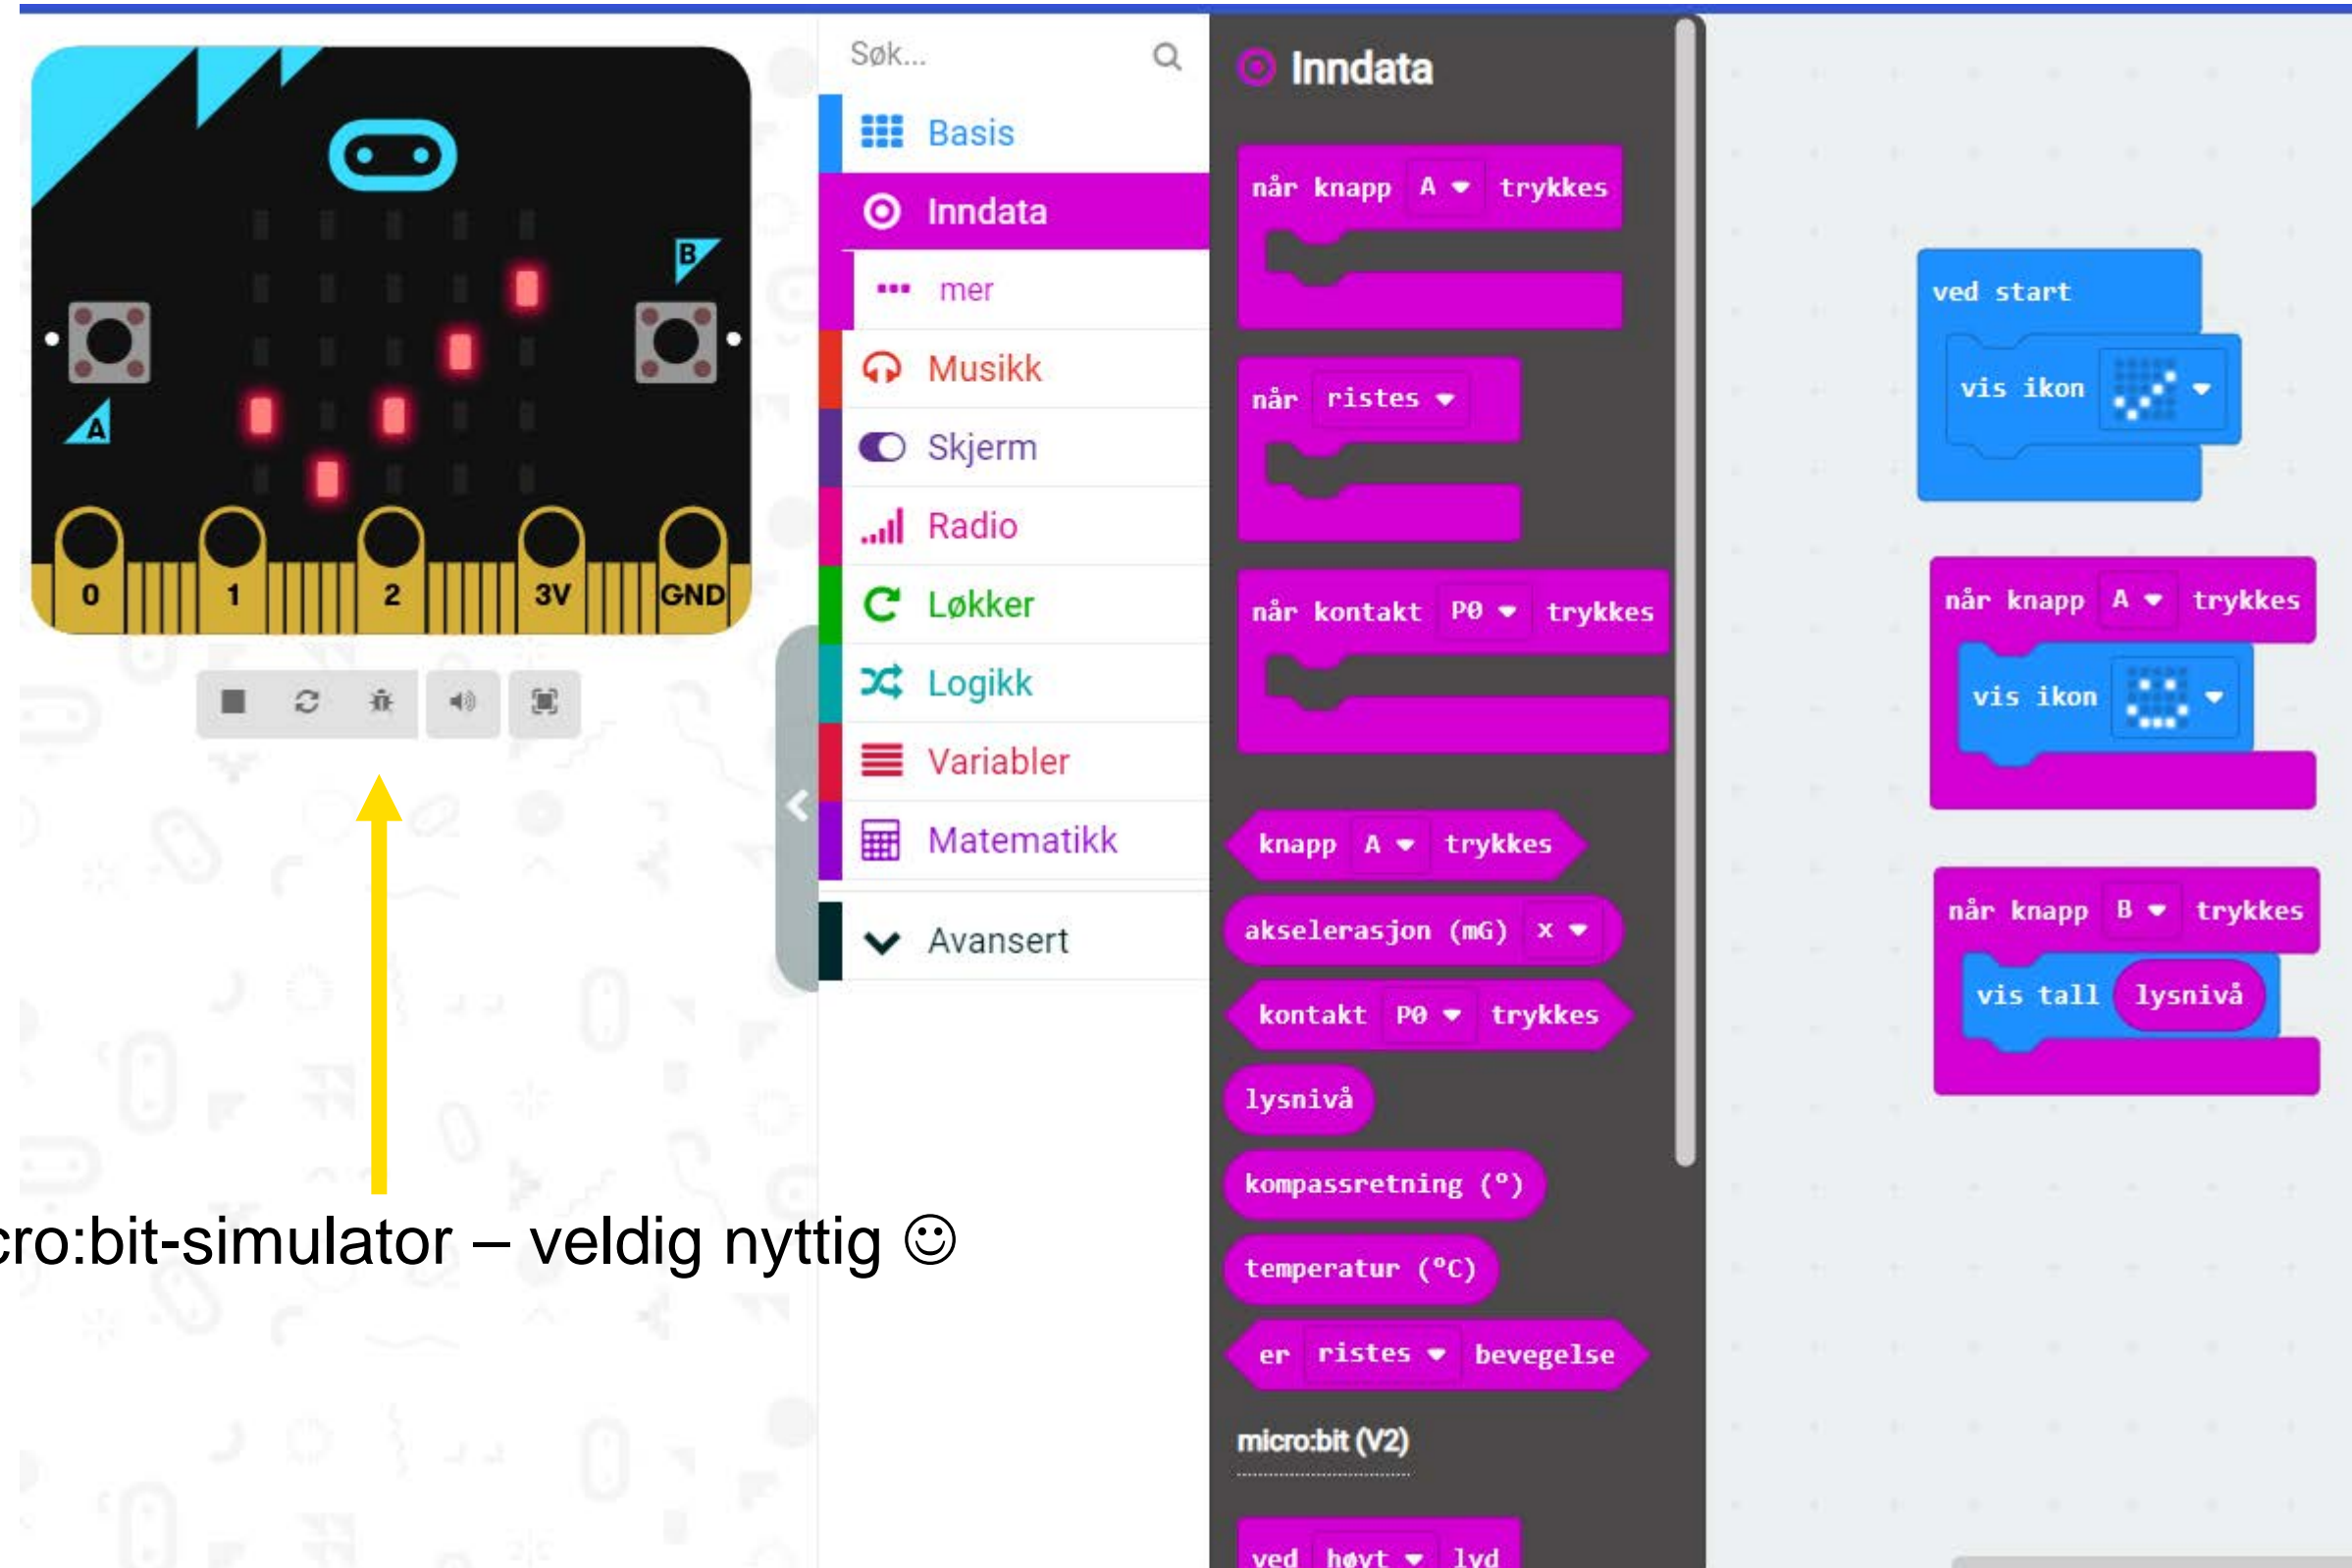 B
A
0 1 2 3V GND
cro:bit-simulator – veldig nyttig ☺
Søk...
Basis
Inndata
mer
Musikk
Skjerm
Radio
Løkker
Logikk
Variabler
Matematikk
Avansert
Inndata
når knapp A trykkes
når ristes
når kontakt P0 trykkes
knapp A trykkes
akselerasjon (mG) x
kontakt P0 trykkes
lysnivå
kompassretning (°)
temperatur (°C)
er ristes bevegelse
micro:bit (V2)
ved høyt lyd
ved start
vis ikon
når knapp A trykkes
vis ikon
når knapp B trykkes
vis tall lysnivå